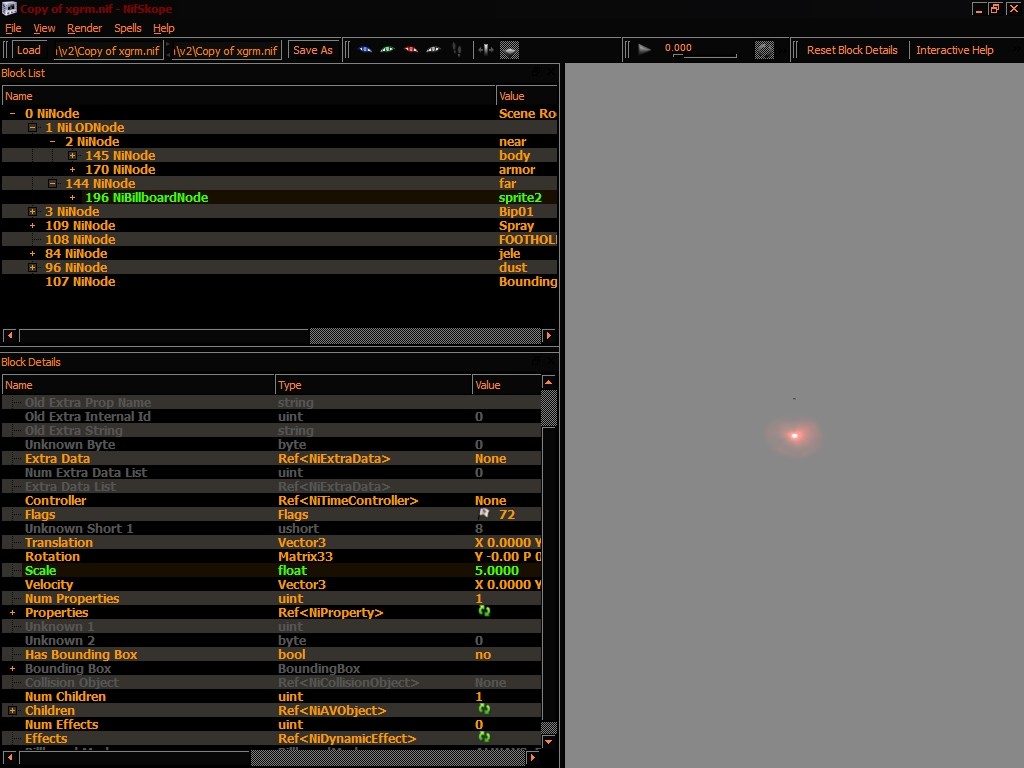 Copy of xgrm.nif - NifSkope
File View Render Spells Help
Load \v2\Copy of xgrm.nif \v2\Copy of xgrm.nif Save As 0.000 Reset Block Details Interactive Help
Block List
Name Value
0 NiNode Scene Ro
1 NiLODNode
2 NiNode near
145 NiNode body
170 NiNode armor
144 NiNode far
196 NiBillboardNode sprite2
3 NiNode Bip01
109 NiNode Spray
108 NiNode FOOTHOL
84 NiNode jele
96 NiNode dust
107 NiNode Bounding
Block Details
Name Type Value
Old Extra Prop Name string
Old Extra Internal Id uint 0
Old Extra String string
Unknown Byte byte 0
Extra Data Ref<NiExtraData> None
Num Extra Data List uint 0
Extra Data List Ref<NiExtraData>
Controller Ref<NiTimeController> None
Flags Flags 72
Unknown Short 1 ushort 8
Translation Vector3 X 0.0000 Y
Rotation Matrix33 Y -0.00 P 0
Scale float 5.0000
Velocity Vector3 X 0.0000 Y
Num Properties uint 1
Properties Ref<NiProperty>
Unknown 1 uint
Unknown 2 byte 0
Has Bounding Box bool no
Bounding Box BoundingBox
Collision Object Ref<NiCollisionObject> None
Num Children uint 1
Children Ref<NiAVObject>
Num Effects uint 0
Effects Ref<NiDynamicEffect>